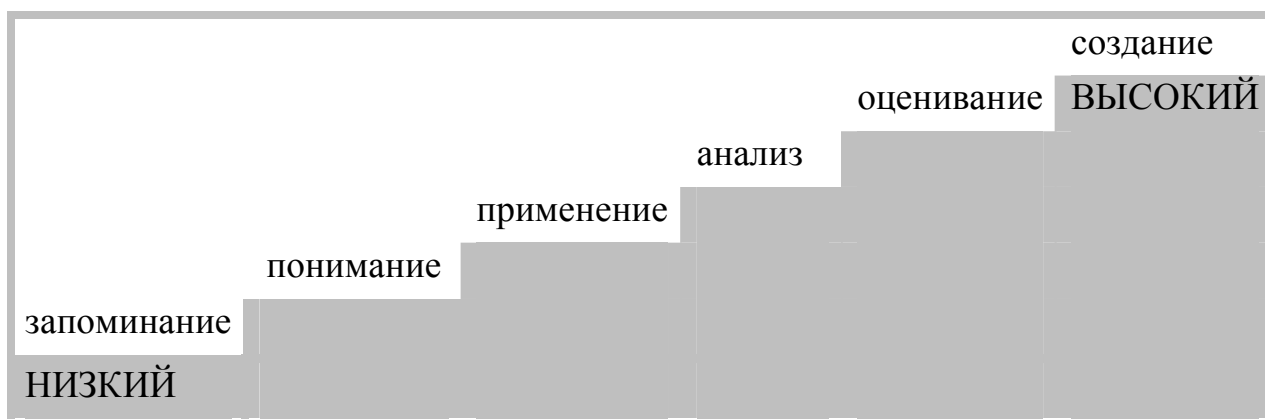 создание
оценивание ВЫСОКИЙ
анализ
применение
понимание
запоминание
НИЗКИЙ